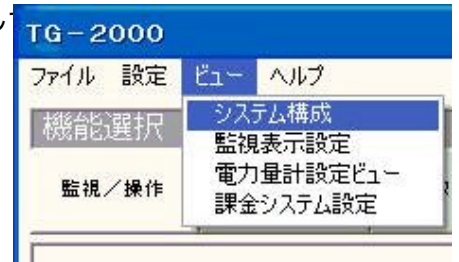 TG-2000
ファイル 設定 ビュー ヘルプ
機能選択
システム構成
監視表示設定
監視/操作
電力量計設定ビュー
課金システム設定